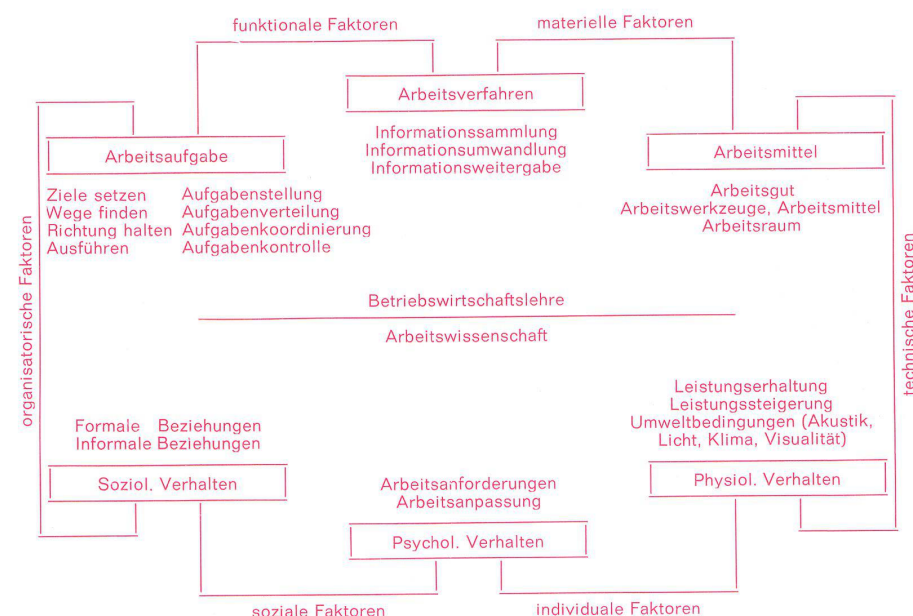 funktionale Faktoren
materielle Faktoren
Arbeitsverfahren
Informationssammlung
Informationsumwandlung
Informationsweitergabe
Arbeitsaufgabe
Ziele setzen Aufgabenstellung
Wege finden Aufgabenverteilung
Richtung halten Aufgabenkoordinierung
Ausführen Aufgabenkontrolle
Arbeitsmittel
Arbeitsgut
Arbeitswerkzeuge, Arbeitsmittel
Arbeitsraum
organisatorische Faktoren
technische Faktoren
Betriebswirtschaftslehre
Arbeitswissenschaft
Formale Beziehungen
Informale Beziehungen
Soziol. Verhalten
Arbeitsanforderungen
Arbeitsanpassung
Psychol. Verhalten
Leistungserhaltung
Leistungssteigerung
Umweltbedingungen (Akustik,
Licht, Klima, Visualität)
Physiol. Verhalten
soziale Faktoren
individuale Faktoren